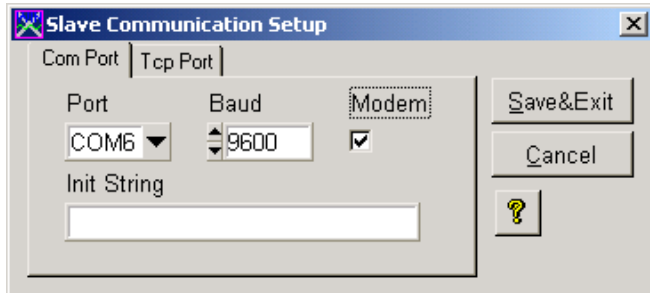 Slave Communication Setup
Com Port Tcp Port
Port Baud Modem
COM6 9600
Init String
Save&Exit
Cancel
?